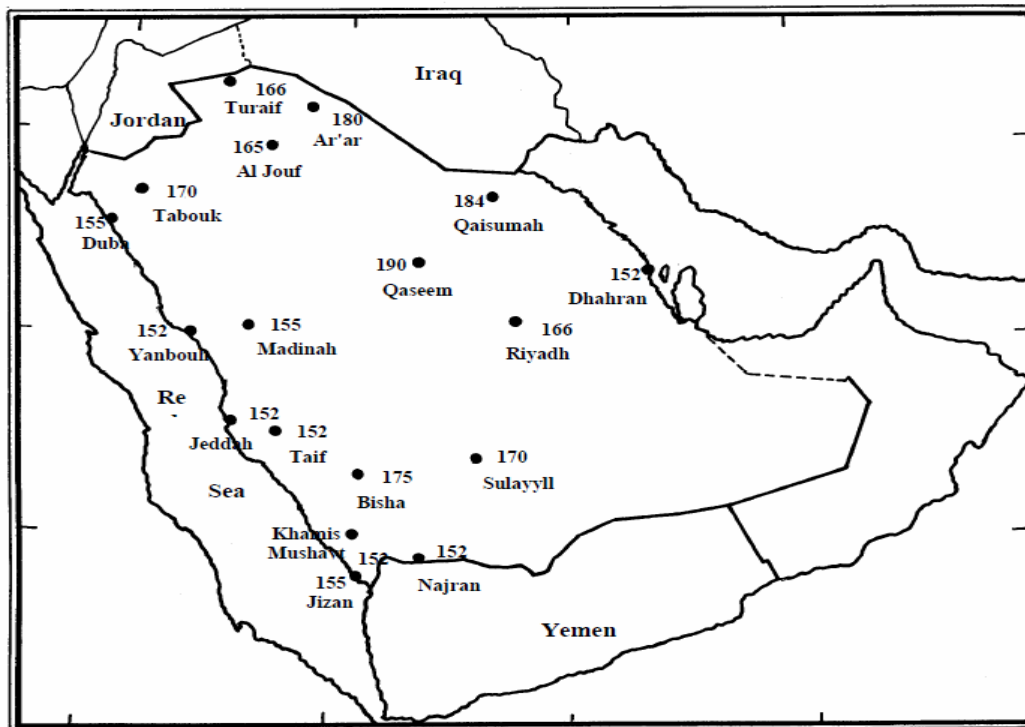 Iraq
166
Turaif
Jordan
180
Ar'ar
165
Al Jouf
170
Tabouk
184
Qaisumah
155
Duba
190
Qaseem
152
Dhahran
152
Yanbouh
155
Madinah
166
Riyadh
Re
152
Jeddah
152
Taif
170
Sulayyll
Sea
175
Bisha
Khamis
Mushayt
152
152
Najran
155
Jizan
Yemen